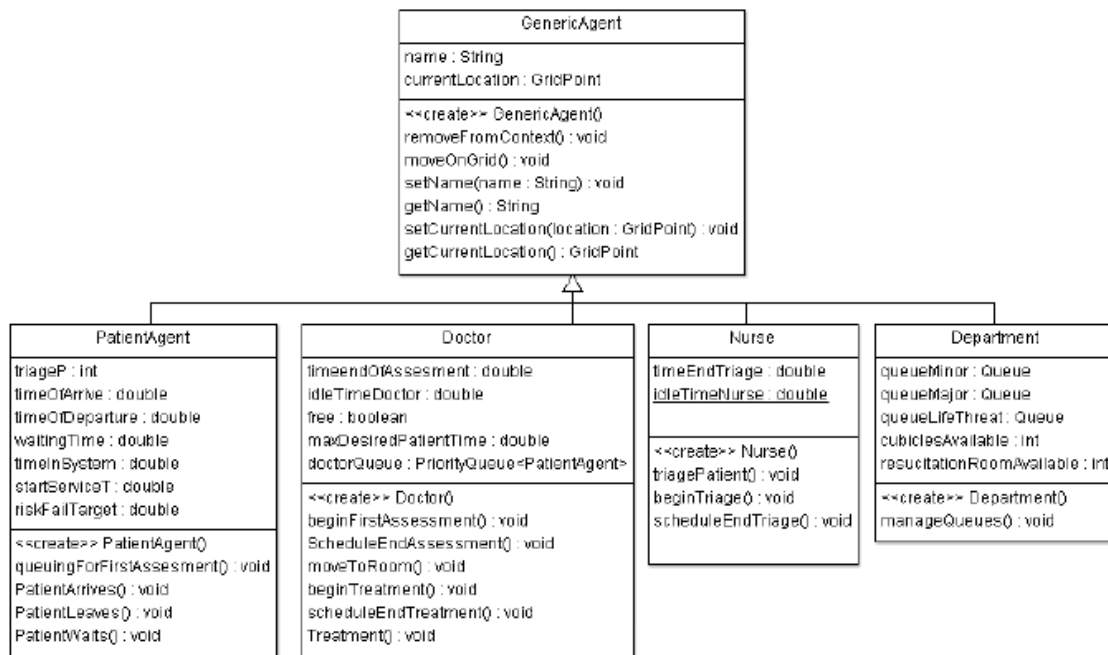 GenericAgent
name : String
currentLocation : GridPoint
<<create>> GenericAgent()
removeFromContext() : void
moveOnGrid() : void
setName(name : String) : void
getName() : String
setCurrentLocation(location : GridPoint) : void
getCurrentLocation() : GridPoint
PatientAgent
triageP : int
timeOfArrive : double
timeOfDeparture : double
waitingTime : double
timeInSystem : double
startServiceT : double
riskFailTarget : double
<<create>> PatientAgent()
queuingForFirstAssesment() : void
PatientArrives() : void
PatientLeaves() : void
PatientWaits() : void
Doctor
timeendOfAssesment : double
idleTimeDoctor : double
free : boolean
maxDesiredPatientTime : double
doctorQueue : PriorityQueue<PatientAgent>
<<create>> Doctor()
beginFirstAssessment() : void
ScheduleEndAssessment() : void
moveToRoom() : void
beginTreatment() : void
scheduleEndTreatment() : void
Treatment() : void
Nurse
timeEndTriage : double
idleTimeNurse : double
<<create>> Nurse()
triagePatient() : void
beginTriage() : void
scheduleEndTriage() : void
Department
queueMinor : Queue
queueMajor : Queue
queueLifeThreat : Queue
cubiclesAvailable : int
resucitationRoomAvailable : int
<<create>> Department()
manageQueues() : void